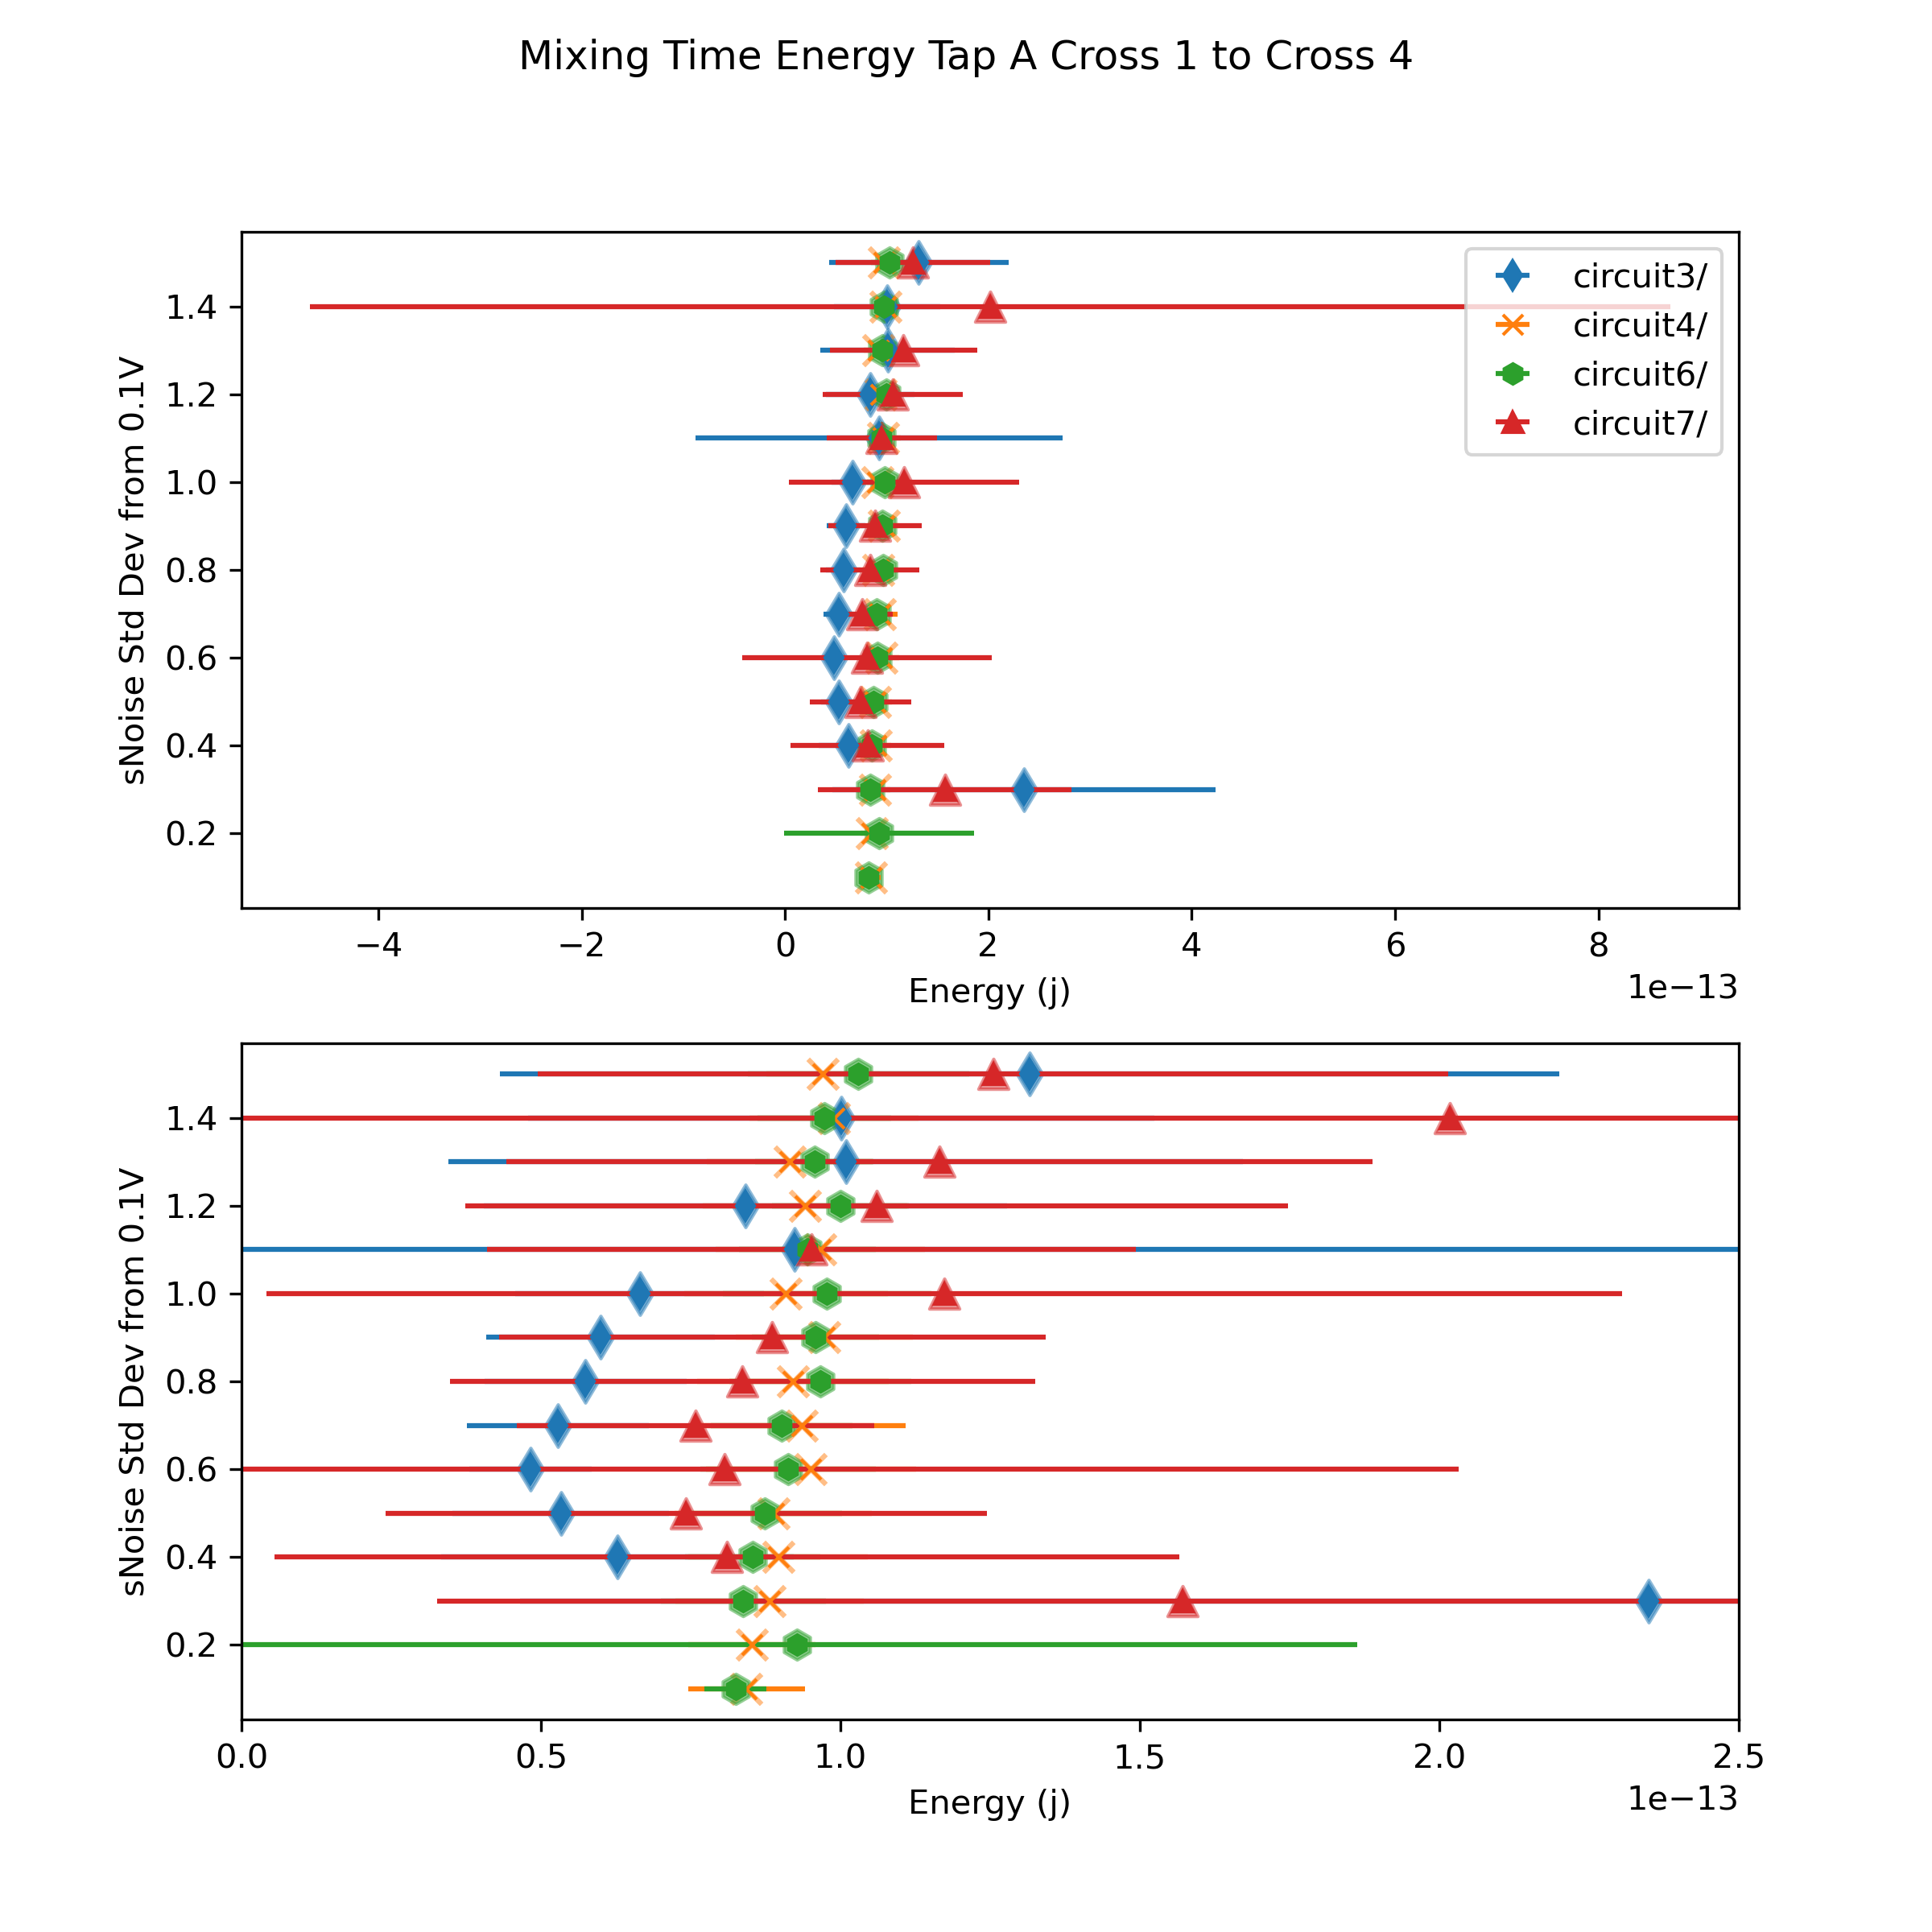 Mixing Time Energy Tap A Cross 1 to Cross 4
circuit3/
circuit4/
circuit6/
circuit7/
sNoise Std Dev from 0.1V
1.4
1.2
1.0
0.8
0.6
0.4
0.2
−4 −2 0 2 4 6 8
1e−13
Energy (j)
sNoise Std Dev from 0.1V
1.4
1.2
1.0
0.8
0.6
0.4
0.2
0.0 0.5 1.0 1.5 2.0 2.5
1e−13
Energy (j)